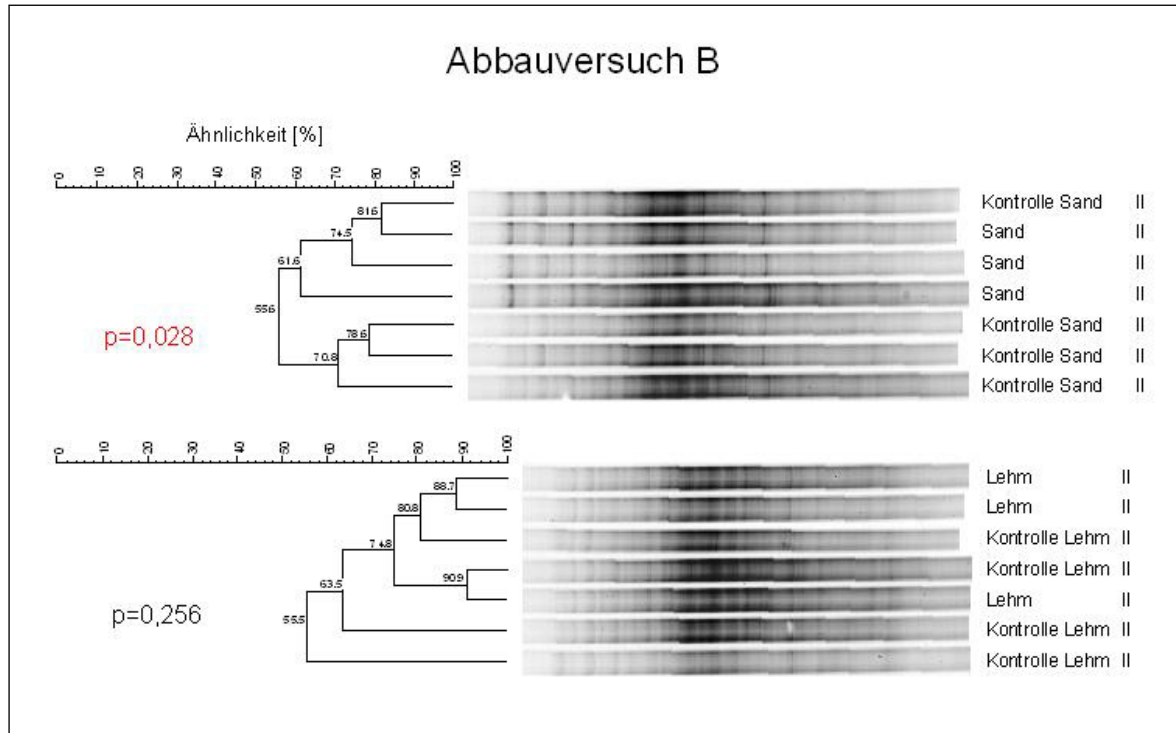 Abbauversuch B
Ähnlichkeit [%]
0 10 20 30 40 50 60 70 80 90 100
81.6
74.5
61.6
55.6
78.6
70.8
p=0,028
Kontrolle Sand II
Sand II
Sand II
Sand II
Kontrolle Sand II
Kontrolle Sand II
Kontrolle Sand II
0 10 20 30 40 50 60 70 80 90 100
88.7
80.8
74.8
90.9
63.5
55.5
p=0,256
Lehm II
Lehm II
Kontrolle Lehm II
Kontrolle Lehm II
Lehm II
Kontrolle Lehm II
Kontrolle Lehm II